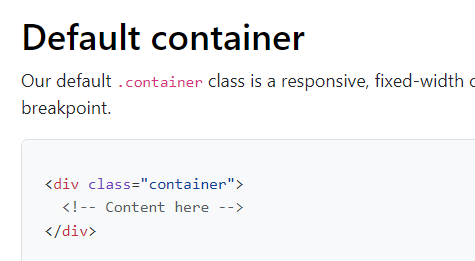 Default container
Our default .container class is a responsive, fixed-width
breakpoint.
<div class="container">
  <!-- Content here -->
</div>